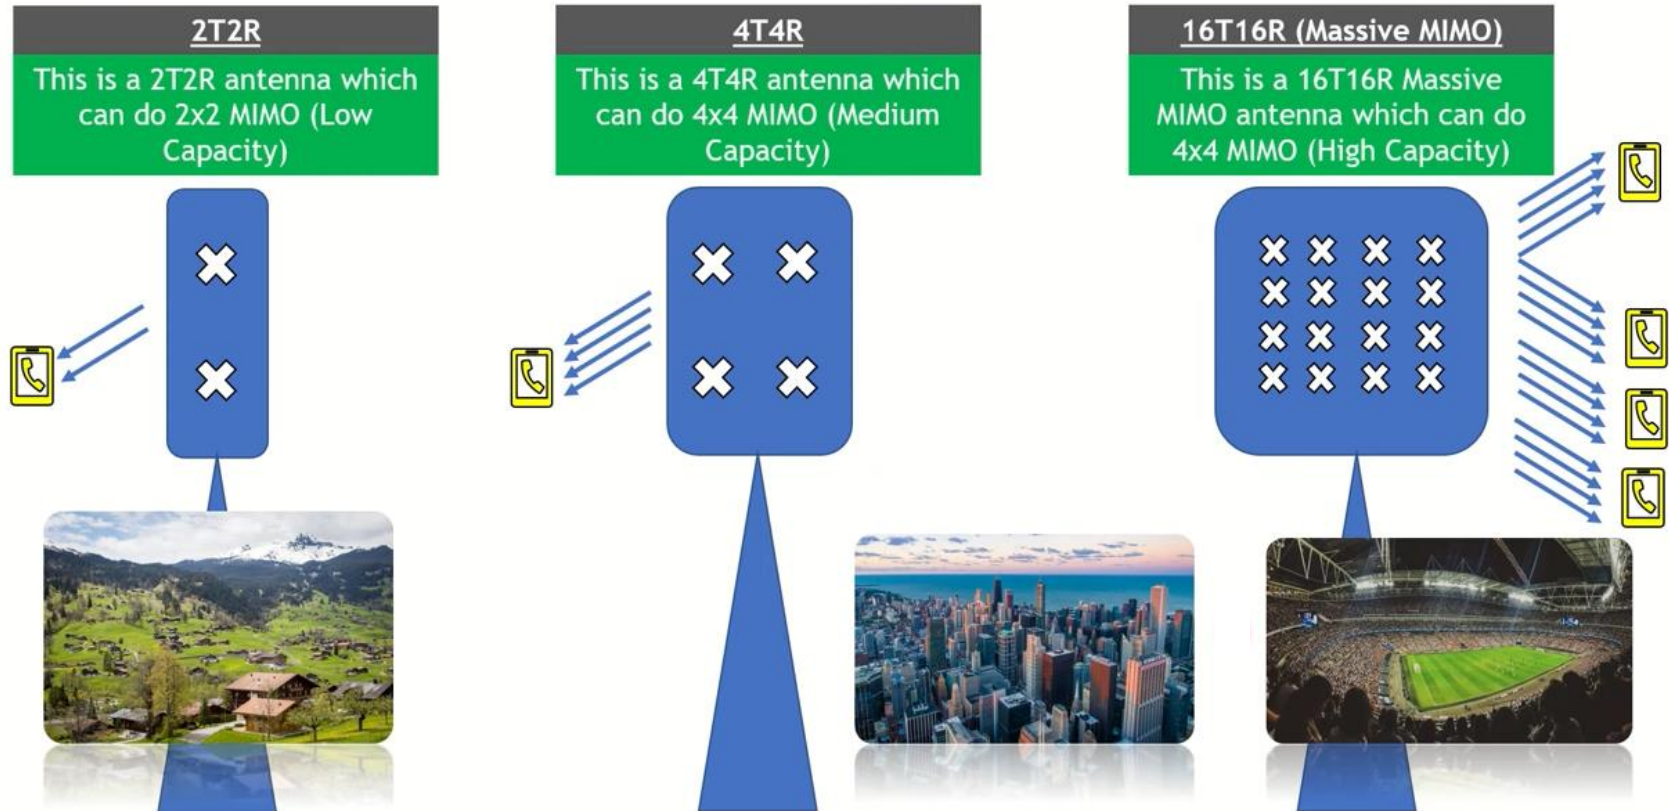 2T2R
This is a 2T2R antenna which
can do 2x2 MIMO (Low
Capacity)
4T4R
This is a 4T4R antenna which
can do 4x4 MIMO (Medium
Capacity)
16T16R (Massive MIMO)
This is a 16T16R Massive
MIMO antenna which can do
4x4 MIMO (High Capacity)